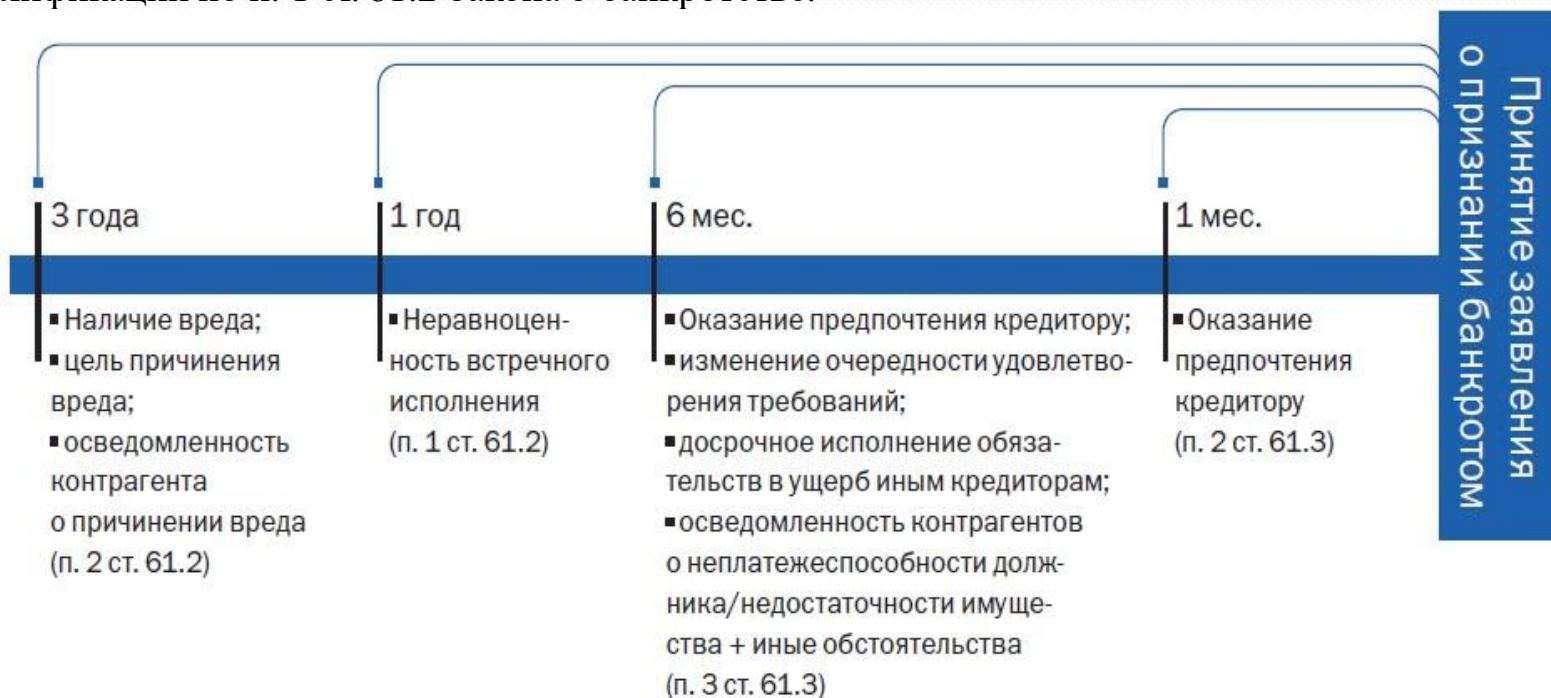 3 года
▪Наличие вреда;
▪цель причинения
вреда;
▪осведомленность
контрагента
о причинении вреда
(п. 2 ст. 61.2)
1 год
▪Неравноцен-
ность встречного
исполнения
(п. 1 ст. 61.2)
6 мес.
▪Оказание предпочтения кредитору;
▪изменение очередности удовлетво-
рения требований;
▪досрочное исполнение обяза-
тельств в ущерб иным кредиторам;
▪осведомленность контрагентов
о неплатежеспособности долж-
ника/недостаточности имуще-
ства + иные обстоятельства
(п. 3 ст. 61.3)
1 мес.
▪Оказание
предпочтения
кредитору
(п. 2 ст. 61.3)
Принятие заявления
о признании банкротом